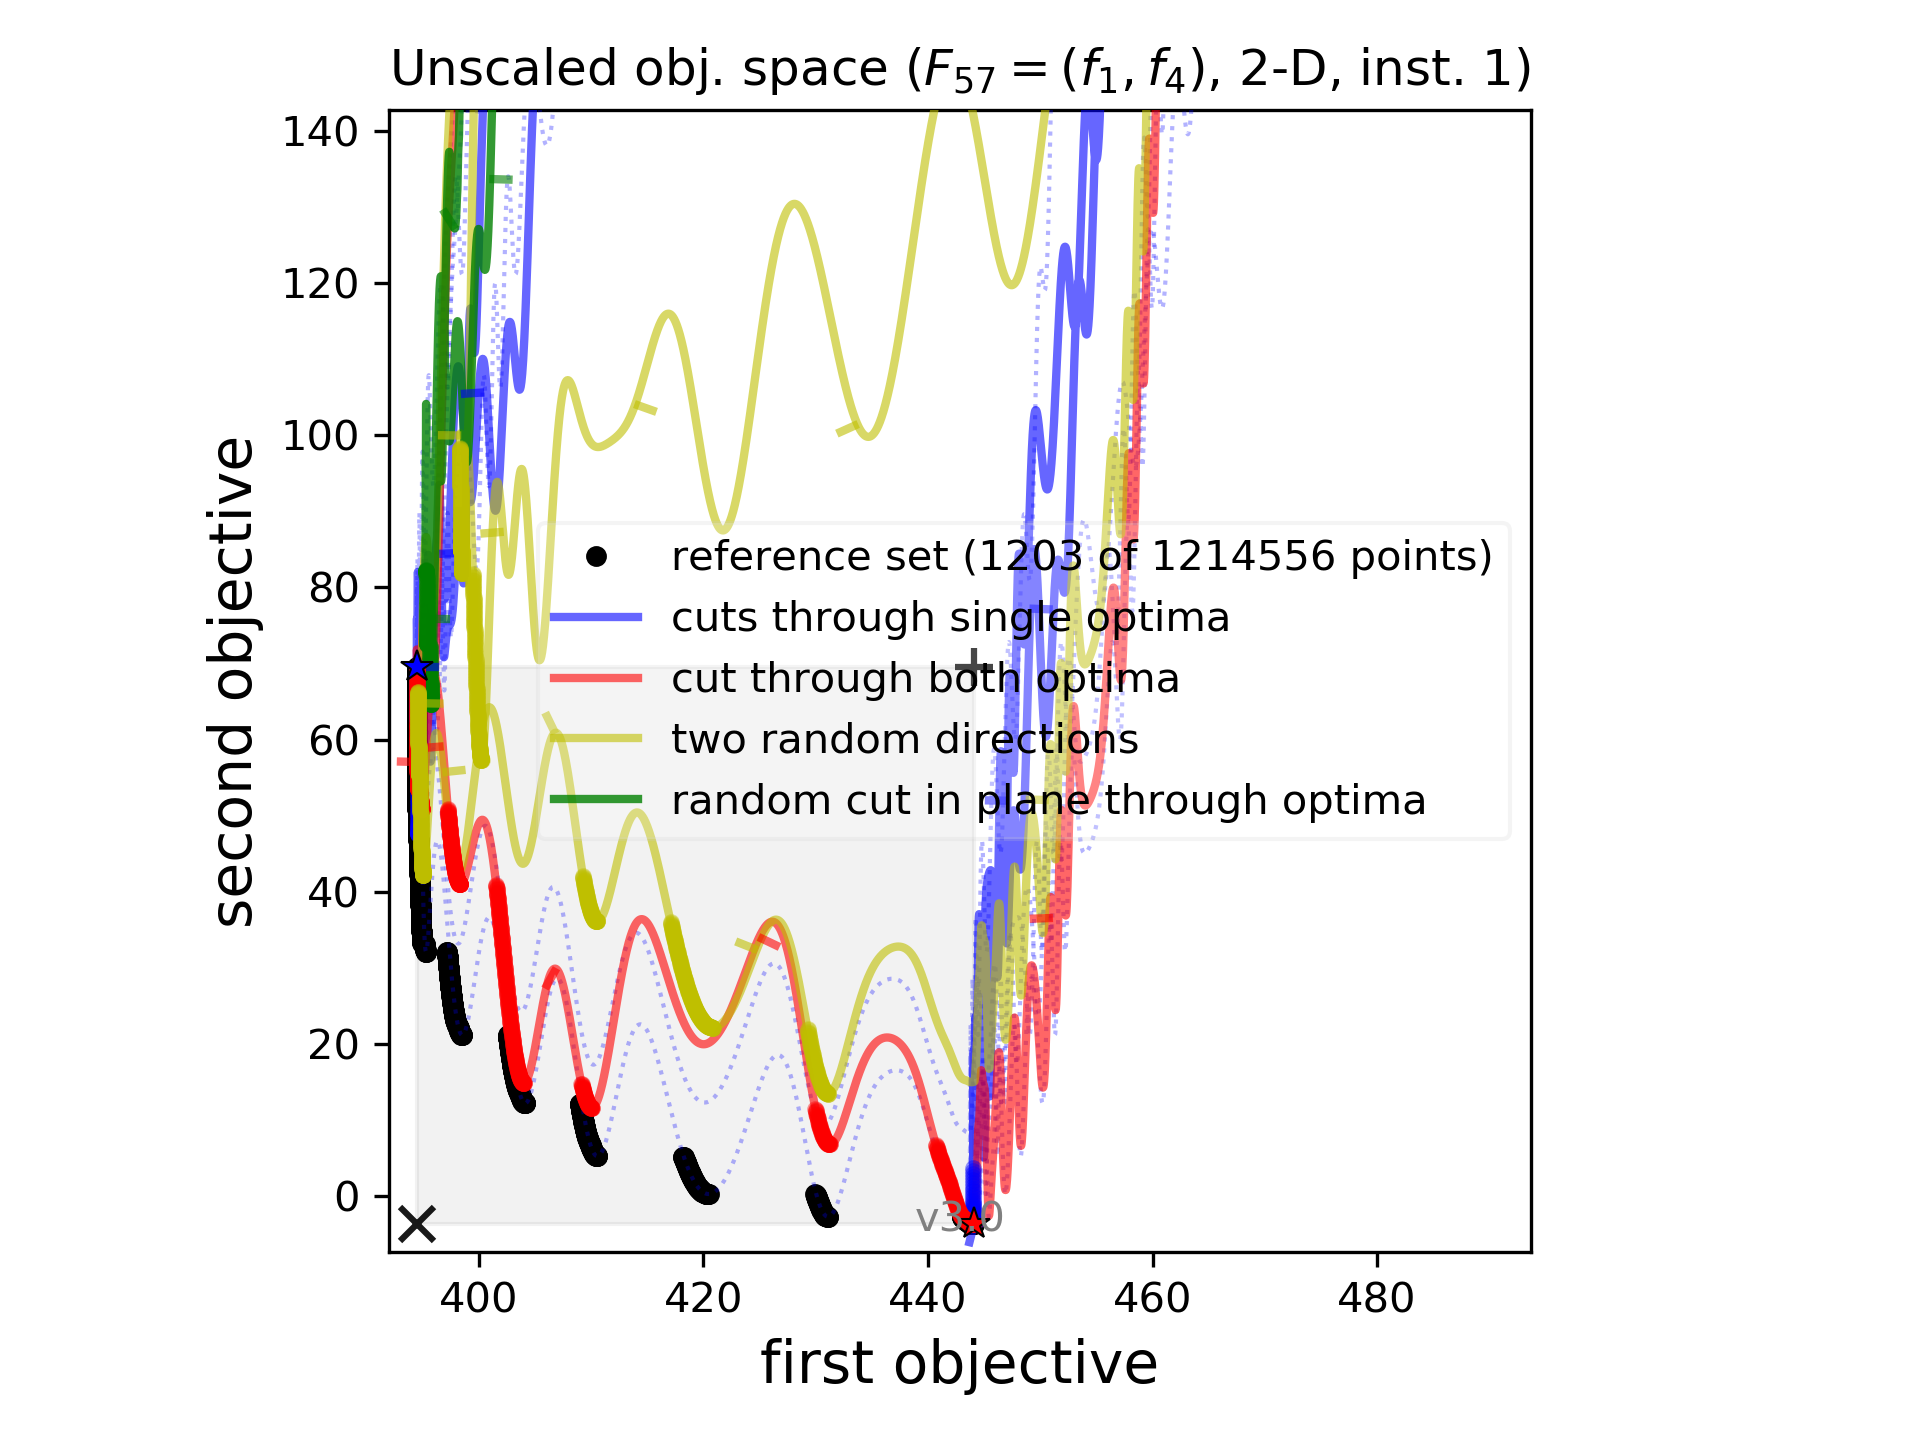 Unscaled obj. space (F₅₇ = (f₁, f₄), 2-D, inst. 1)
140
120
100
80
60
40
20
0
second objective
reference set (1203 of 1214556 points)
cuts through single optima
cut through both optima
two random directions
random cut in plane through optima
v3.0
400
420
440
460
480
first objective